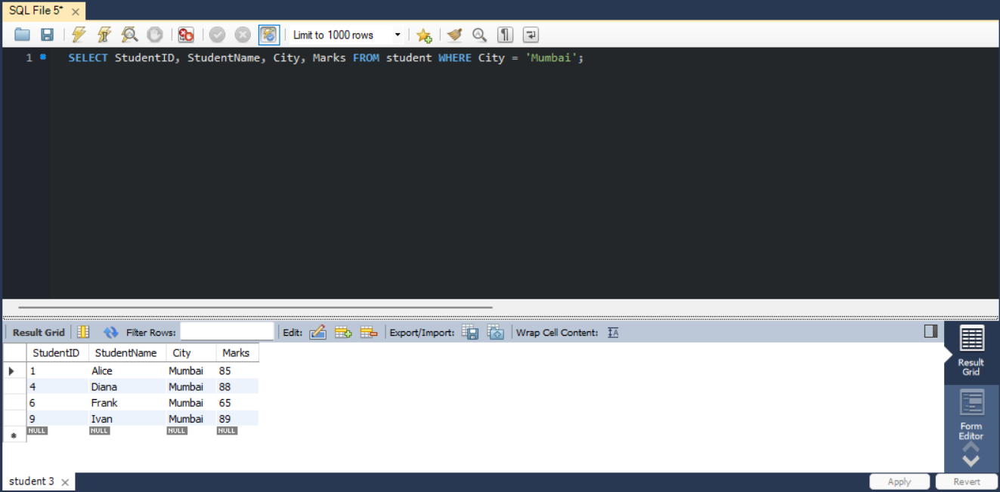 SQL File 5*
Limit to 1000 rows
1 SELECT StudentID, StudentName, City, Marks FROM student WHERE City = 'Mumbai';
Result Grid Filter Rows: Edit: Export/Import: Wrap Cell Content:
StudentID StudentName City Marks
1 Alice Mumbai 85
4 Diana Mumbai 88
6 Frank Mumbai 65
9 Ivan Mumbai 89
NULL NULL NULL NULL
Result
Grid
Form
Editor
student 3
Apply Revert